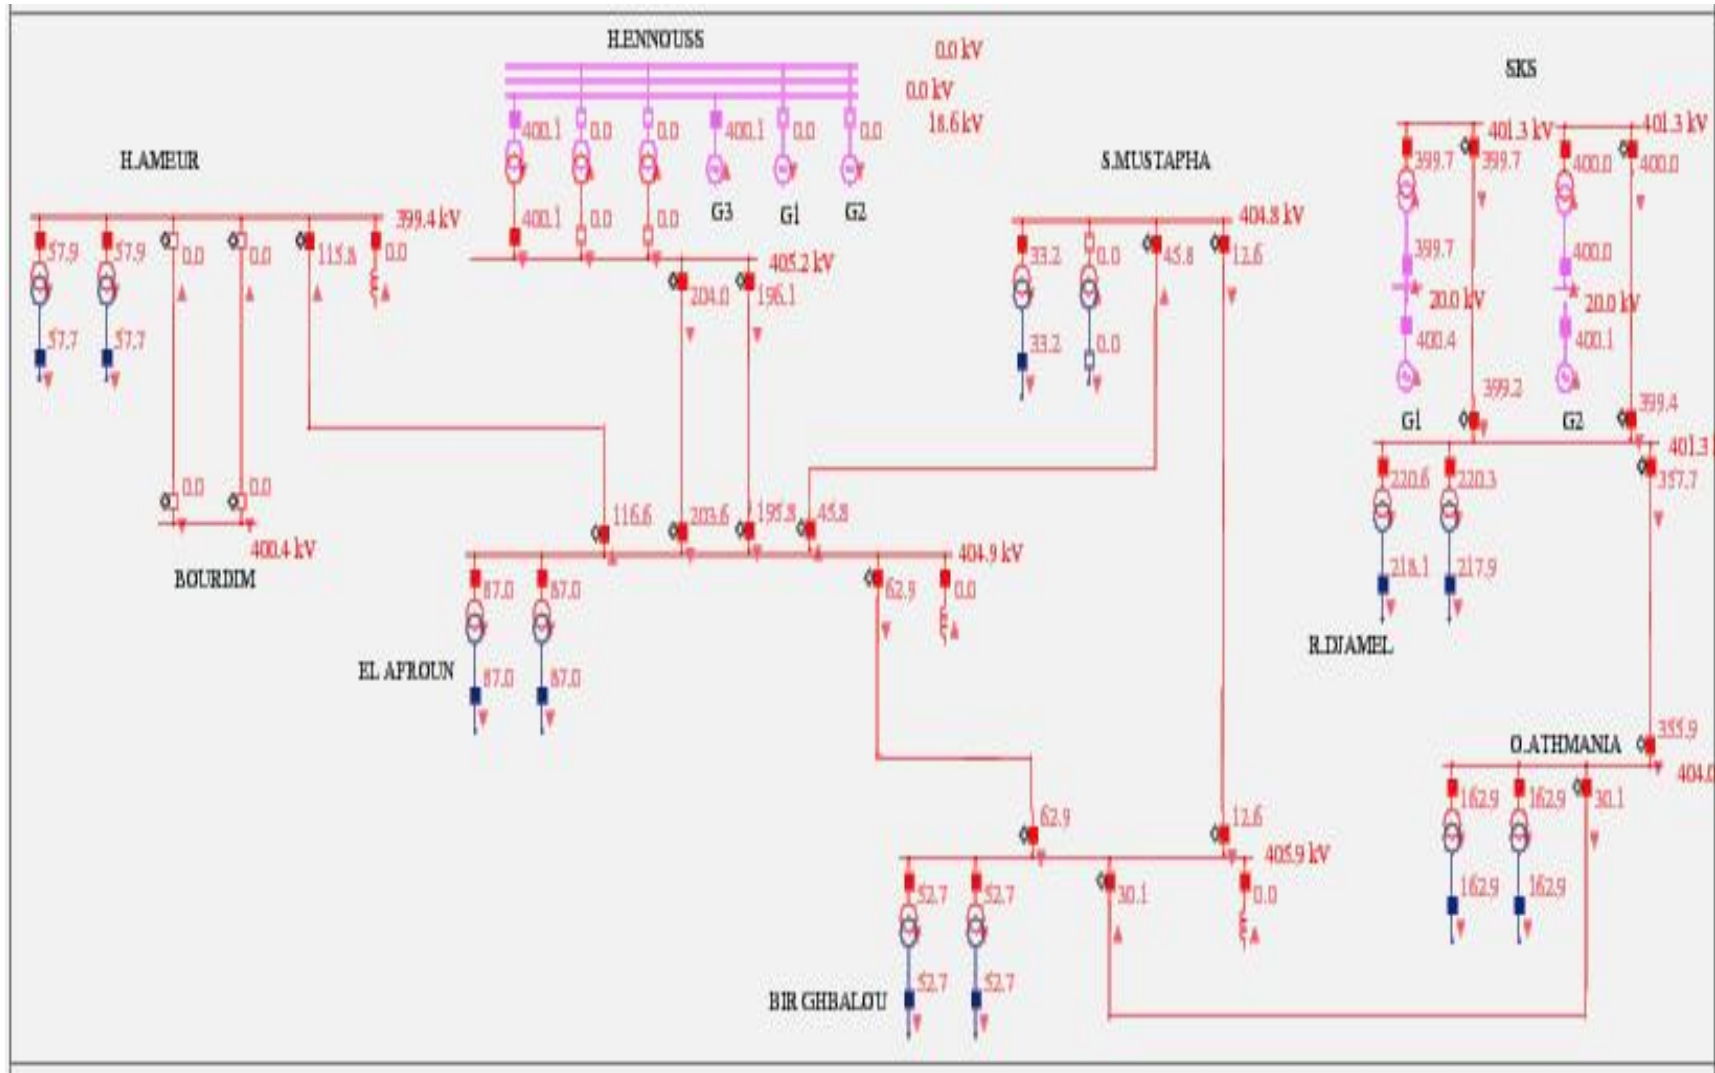 H.ENNOUSS
0.0 kV
0.0 kV
18.6 kV
400.1
0.0
0.0
400.1
0.0
0.0
G3
G1
G2
400.1
0.0
0.0
405.2 kV
204.0
196.1
H.AMEUR
399.4 kV
57.9
57.9
0.0
0.0
115.8
0.0
57.7
57.7
0.0
0.0
400.4 kV
BOURDIM
S.MUSTAPHA
404.8 kV
33.2
0.0
45.8
12.6
33.2
0.0
SKS
401.3 kV
401.3 kV
399.7
399.7
400.0
400.0
399.7
400.0
20.0 kV
20.0 kV
400.4
400.1
399.2
399.4
G1
G2
401.3
220.6
220.3
357.7
218.1
217.9
R.DJAMEL
116.6
203.6
195.8
45.8
404.9 kV
87.0
87.0
62.9
0.0
EL AFROUN
87.0
87.0
355.9
O.ATHMANIA
404.0
162.9
162.9
30.1
162.9
162.9
62.9
12.6
405.9 kV
52.7
52.7
30.1
0.0
52.7
52.7
BIR GHBALOU